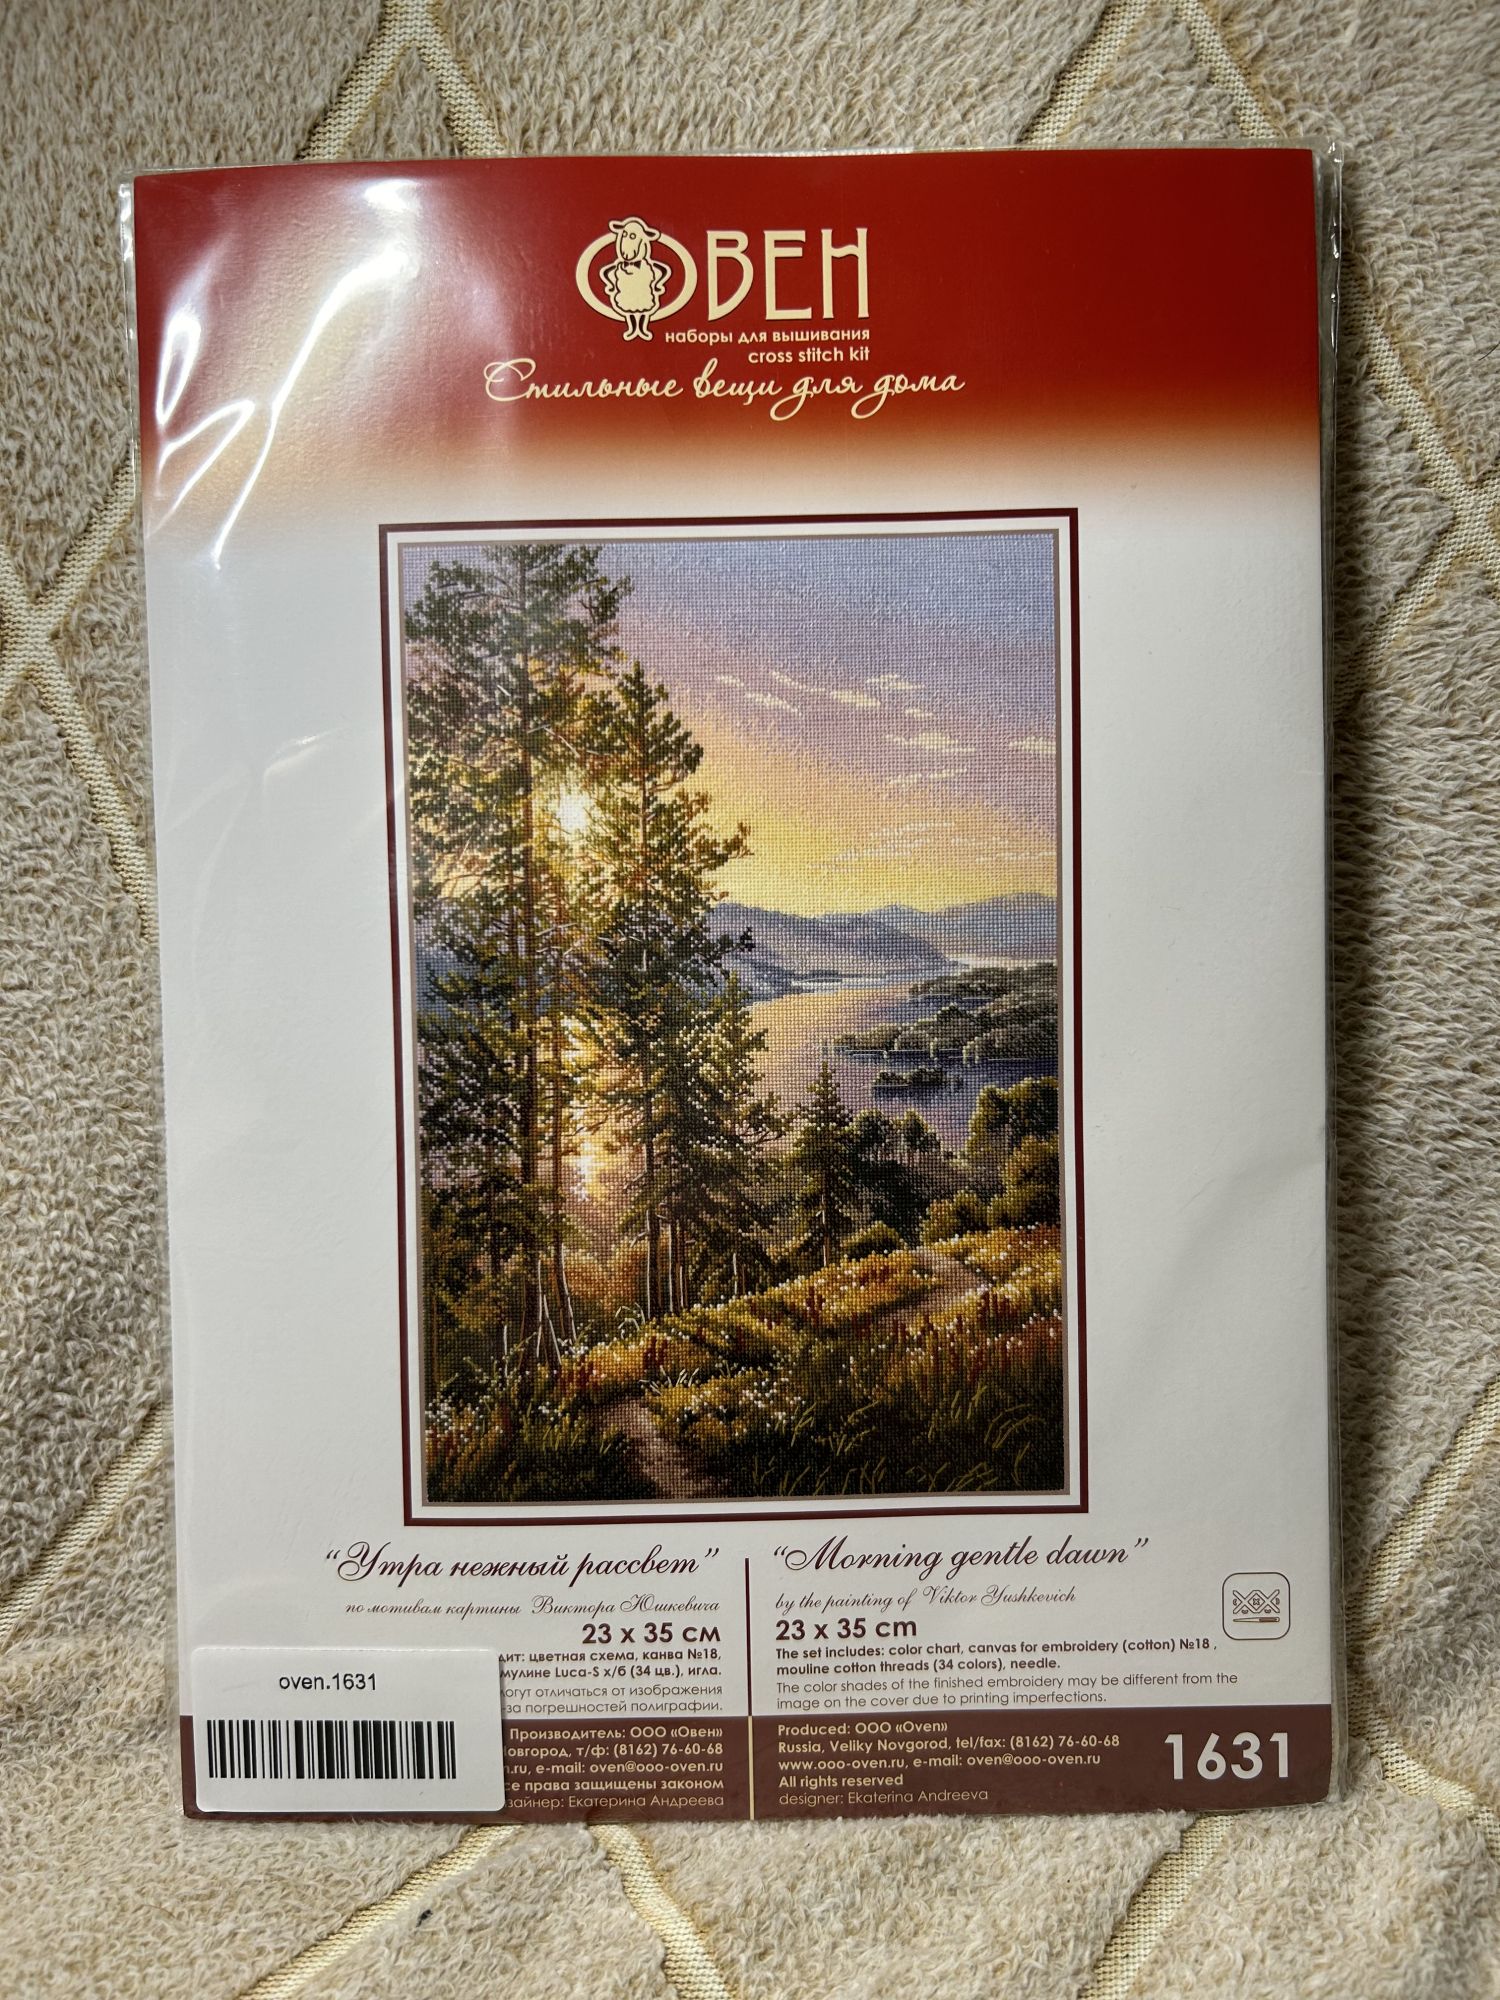 ОВЕН
наборы для вышивания
cross stitch kit
Стильные вещи для дома
“Утра нежный рассвет”
по мотивам картины Виктора Юшкевича
23 x 35 см
дит: цветная схема, канва №18,
мулине Luca-S х/б (34 цв.), игла.
огут отличаться от изображения
-за погрешностей полиграфии.
Производитель: ООО «Овен»
Новгород, т/ф: (8162) 76-60-68
n.ru, e-mail: oven@ooo-oven.ru
се права защищены законом
зайнер: Екатерина Андреева
oven.1631
“Morning gentle dawn”
by the painting of Viktor Yushkevich
23 x 35 cm
The set includes: color chart, canvas for embroidery (cotton) №18 ,
mouline cotton threads (34 colors), needle.
The color shades of the finished embroidery may be different from the
image on the cover due to printing imperfections.
Produced: ООО «Oven»
Russia, Veliky Novgorod, tel/fax: (8162) 76-60-68
www.ooo-oven.ru, e-mail: oven@ooo-oven.ru
All rights reserved
designer: Ekaterina Andreeva
1631